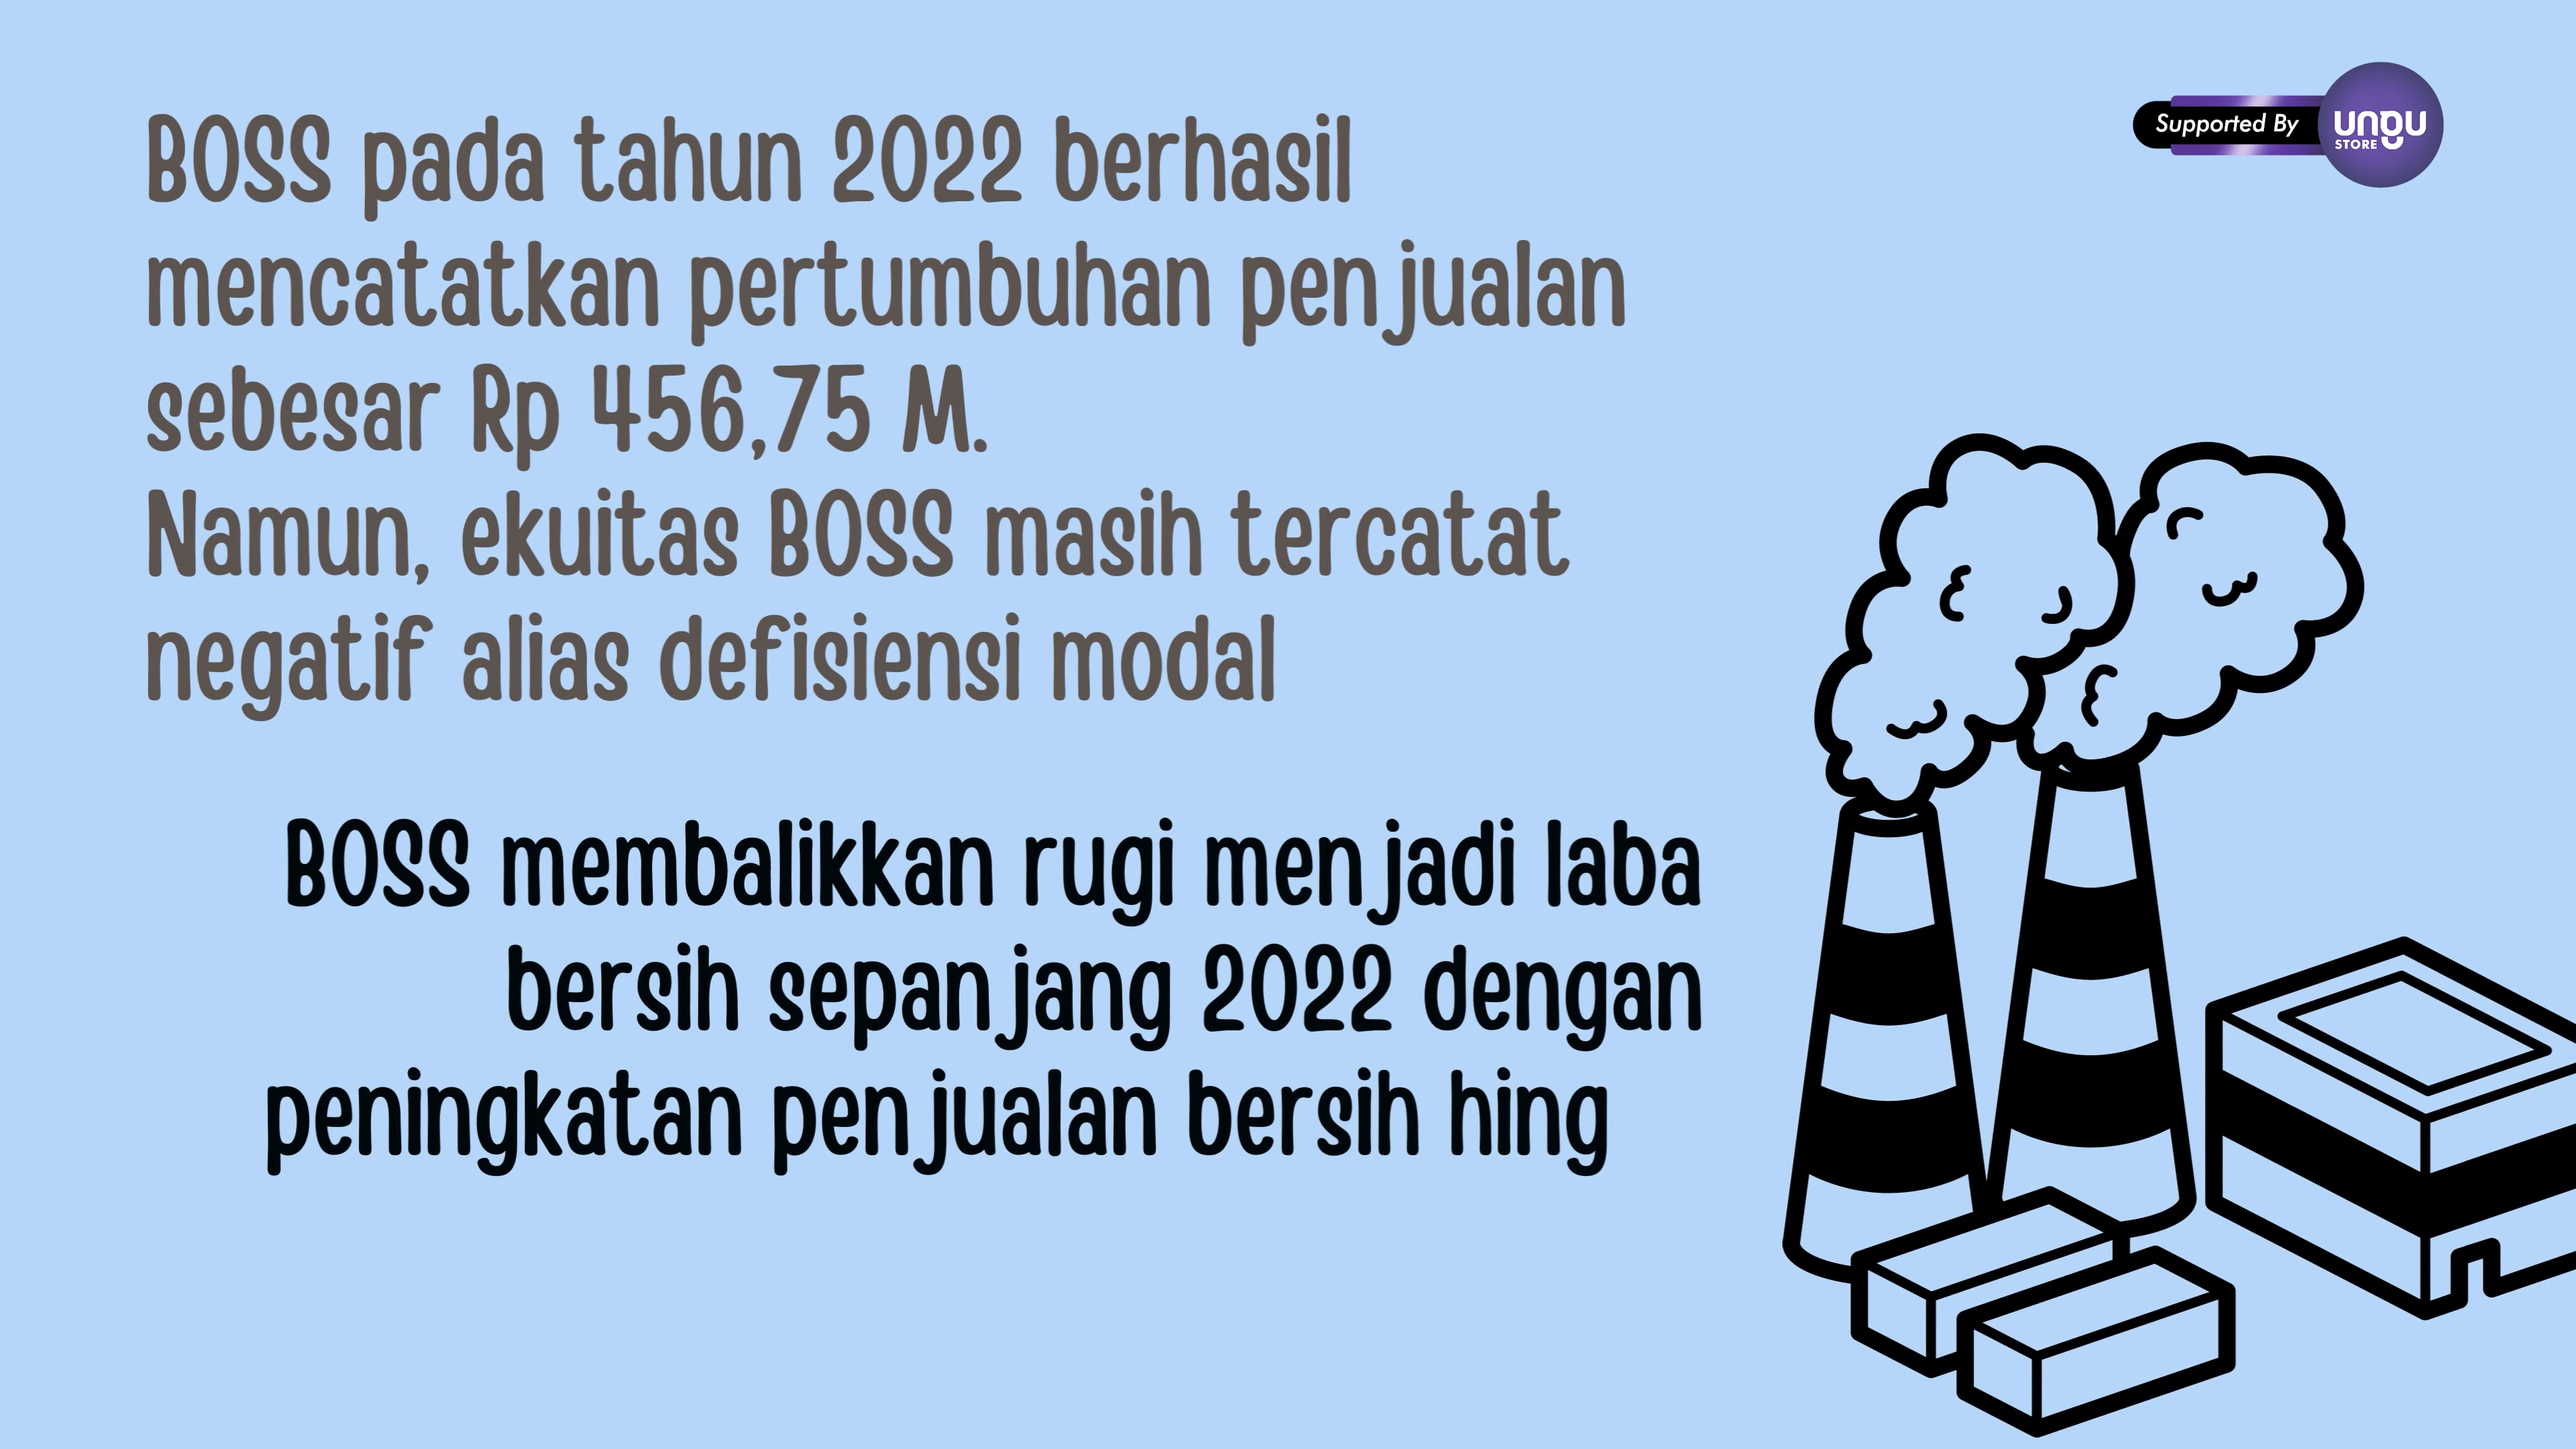 BOSS pada tahun 2022 berhasil
mencatatkan pertumbuhan penjualan
sebesar Rp 456,75 M.
Namun, ekuitas BOSS masih tercatat
negatif alias defisiensi modal
BOSS membalikkan rugi menjadi laba
bersih sepanjang 2022 dengan
peningkatan penjualan bersih hing
Supported By
ungu
STORE